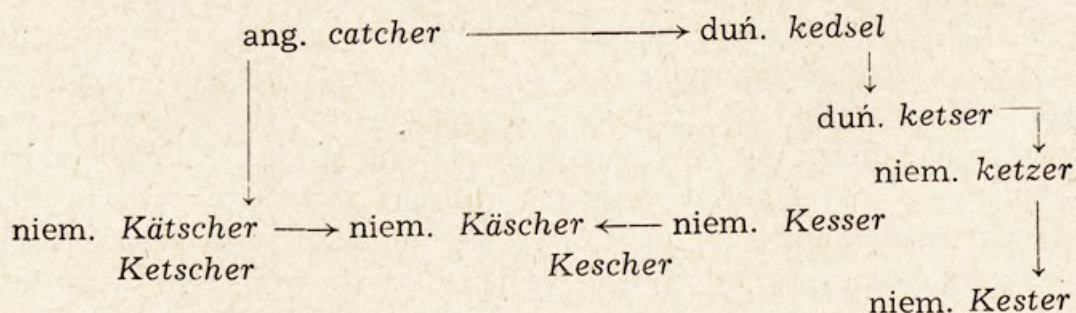 ang. catcher → duń. kedsel
duń. ketser
niem. ketzer
niem. Kätscher → niem. Käscher ← niem. Kesser
Ketscher Kescher
niem. Kester